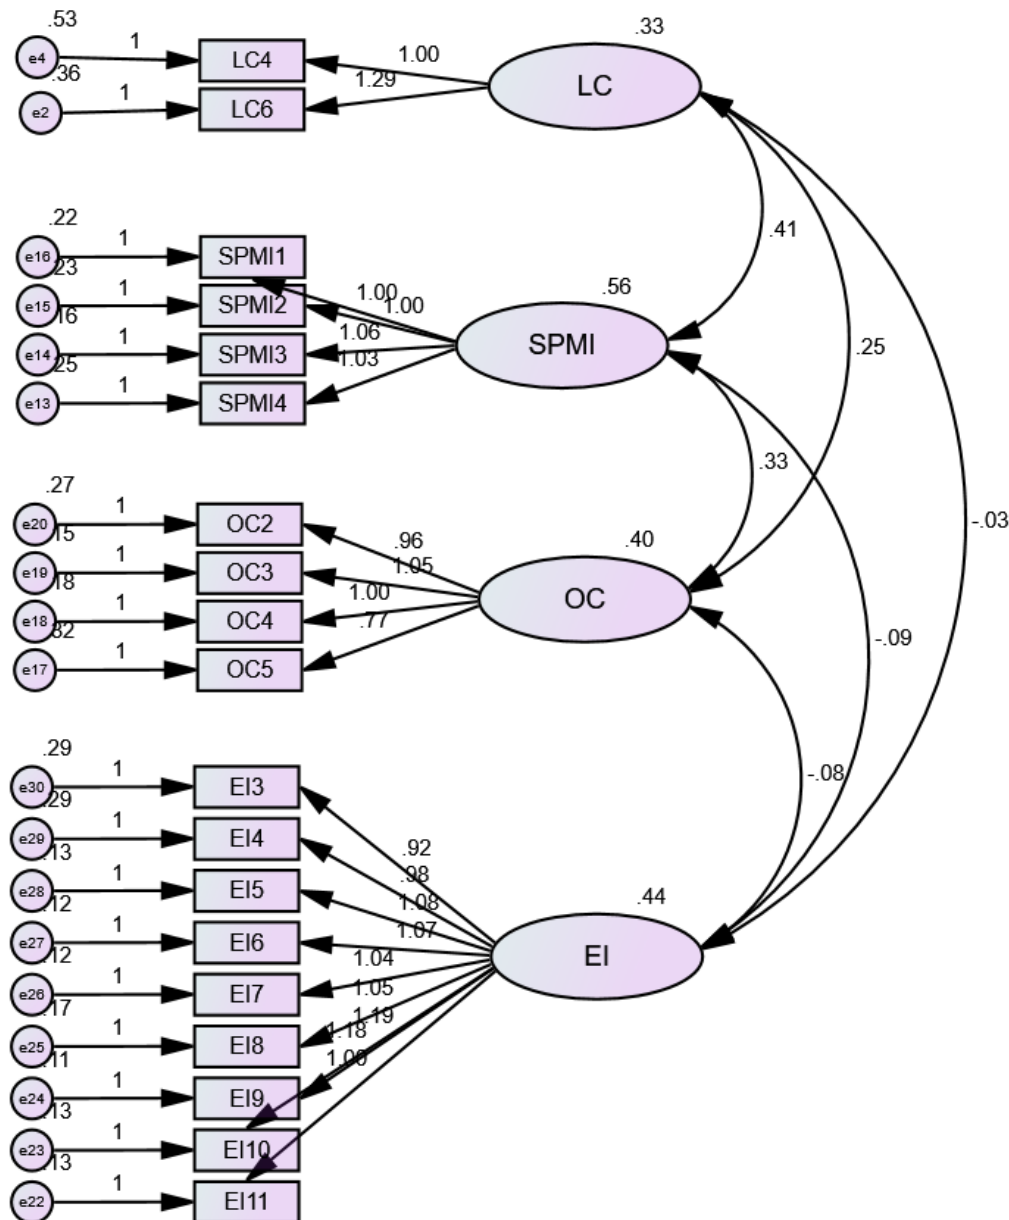 .53
e4 1 LC4 1.00 LC .33
.36
e2 1 LC6 1.29
.22
e16 1 SPMI1
.23
e15 1 SPMI2 1.00
1.00
.16
e14 1 SPMI3 1.06
.25
e13 1 SPMI4 1.03
SPMI .56
.41
.25
.27
e20 1 OC2 .96
.15
e19 1 OC3 1.05
.18
e18 1 OC4 1.00
.32
e17 1 OC5 .77
OC .40
.33
-.03
-.09
-.08
.29
e30 1 EI3 .92
.29
e29 1 EI4 .98
.13
e28 1 EI5 1.08
.12
e27 1 EI6 1.07
.12
e26 1 EI7 1.04
.17
e25 1 EI8 1.05
.11
e24 1 EI9 1.19
.13
e23 1 EI10 1.18
.13
e22 1 EI11 1.00
EI .44